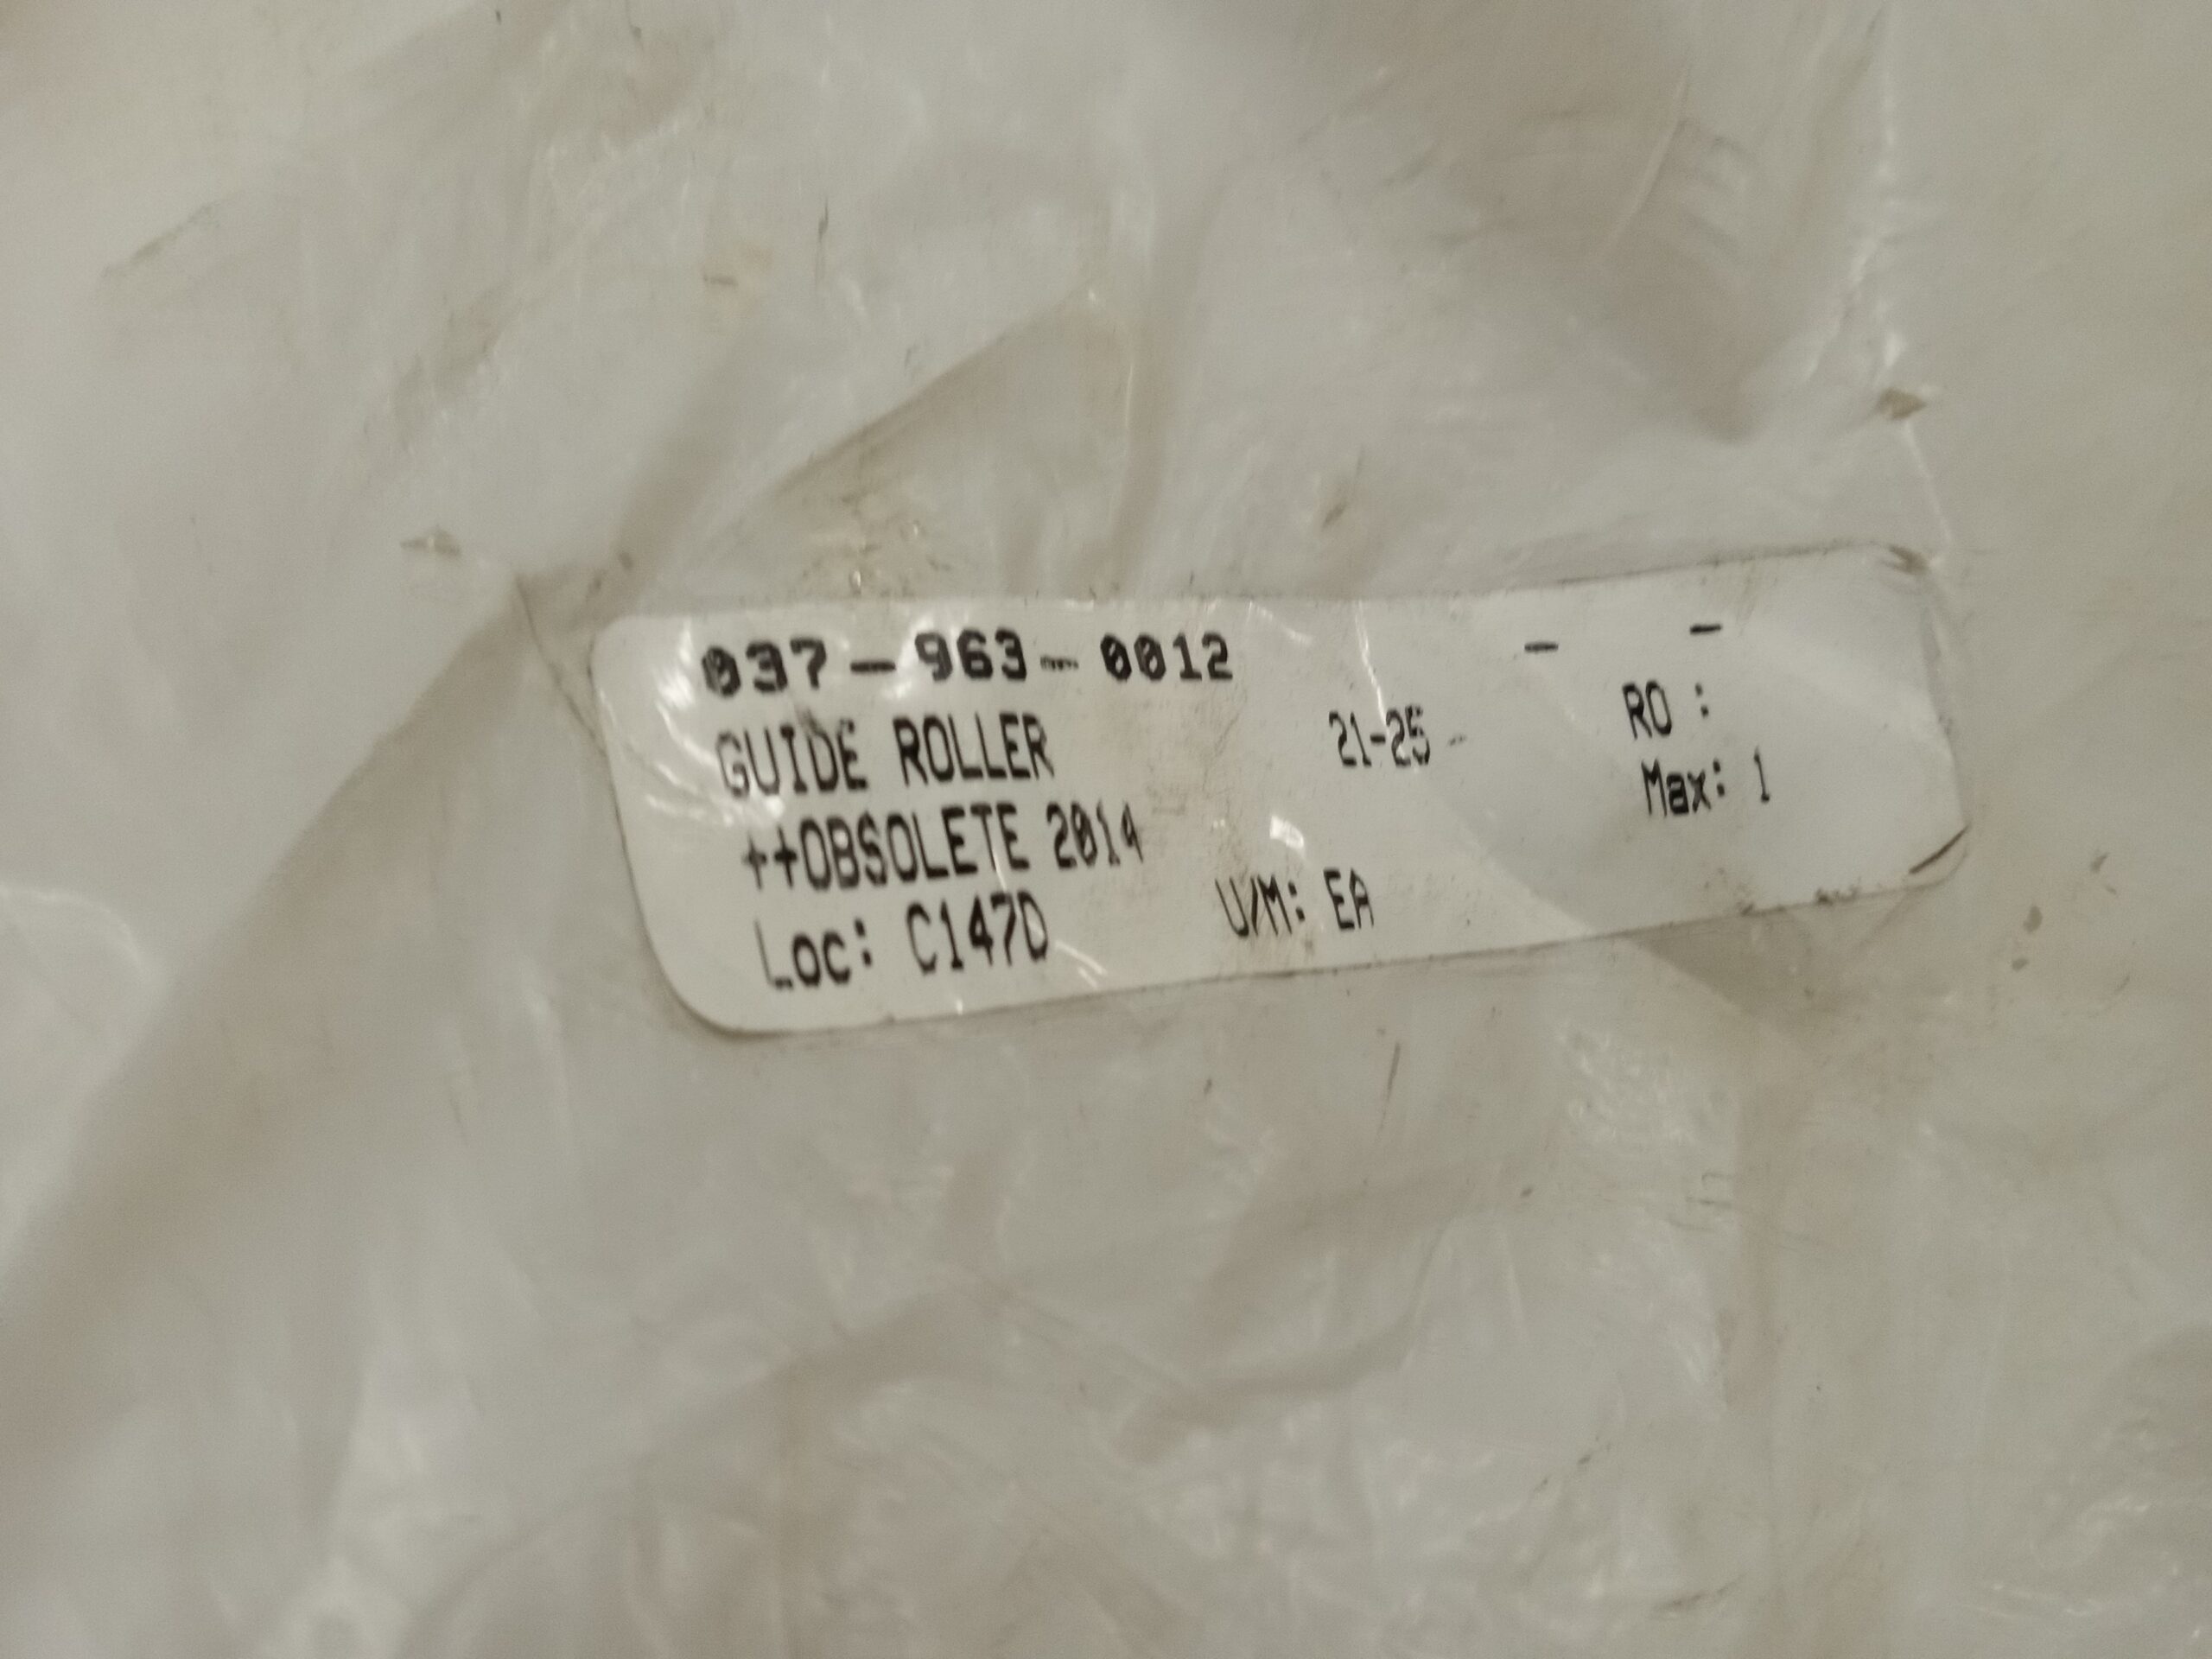 037-963-0012 - -
GUIDE ROLLER 21-25- RO :
++OBSOLETE 2014 Max: 1
Loc: C147D U/M: EA